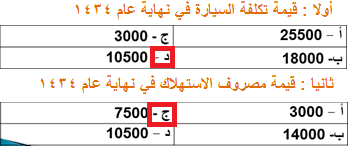 أولا : قيمة تكلفة السيارة في نهاية عام ١٤٣٤
أ – 25500 ج - 3000
ب- 18000 د - 10500
ثانيا : قيمة مصروف الاستهلاك في نهاية عام ١٤٣٤
أ – 3000 ج - 7500
ب- 14000 د – 10500